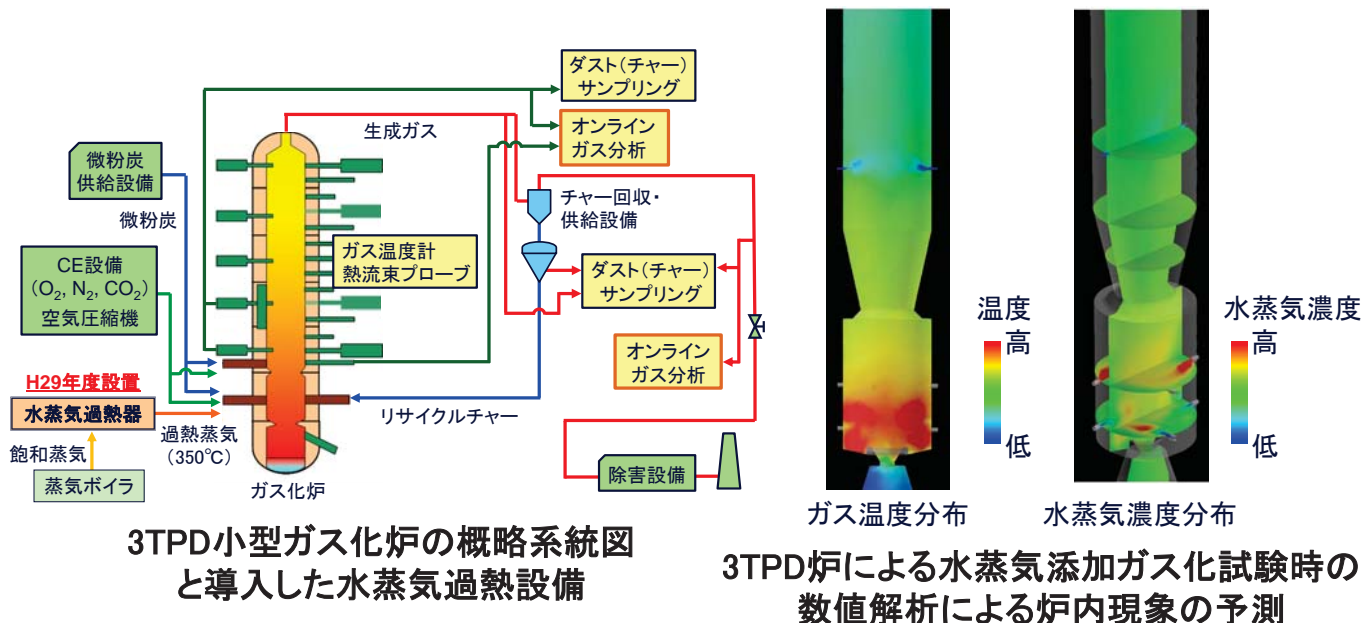 ダスト(チャー)
サンプリング
生成ガス
オンライン
ガス分析
微粉炭
供給設備
微粉炭
チャー回収・
供給設備
ガス温度計
熱流束プローブ
CE設備
(O₂, N₂, CO₂)
空気圧縮機
ダスト(チャー)
サンプリング
オンライン
ガス分析
H29年度設置
水蒸気過熱器
過熱蒸気
(350℃)
リサイクルチャー
飽和蒸気
蒸気ボイラ
ガス化炉
除害設備
3TPD小型ガス化炉の概略系統図
と導入した水蒸気過熱設備
温度
高
低
水蒸気濃度
高
低
ガス温度分布
水蒸気濃度分布
3TPD炉による水蒸気添加ガス化試験時の
数値解析による炉内現象の予測